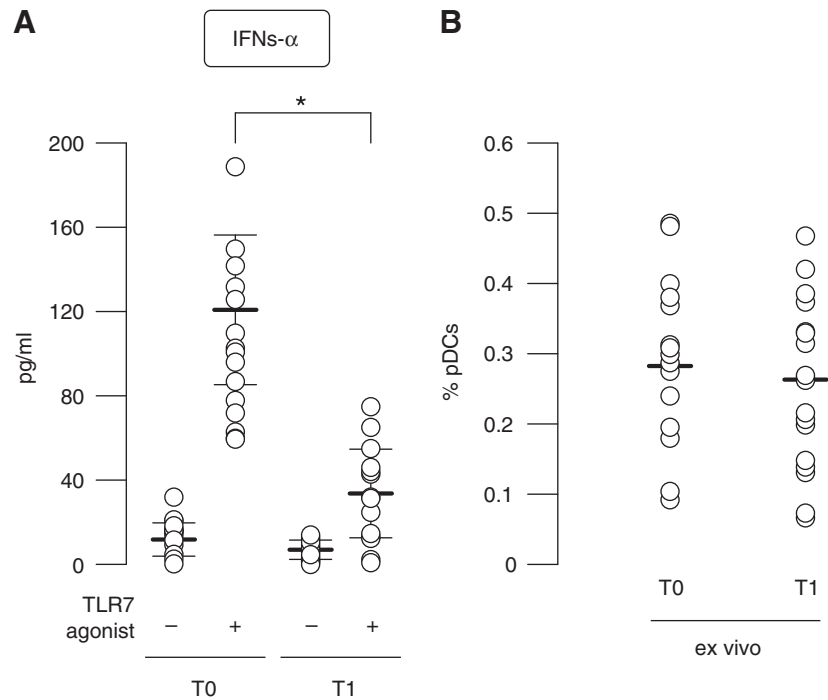 A
IFNs-α
*
200
160
120
80
40
0
pg/ml
TLR7
agonist
– + – +
T0 T1
B
0.6
0.5
0.4
0.3
0.2
0.1
0
% pDCs
T0 T1
ex vivo